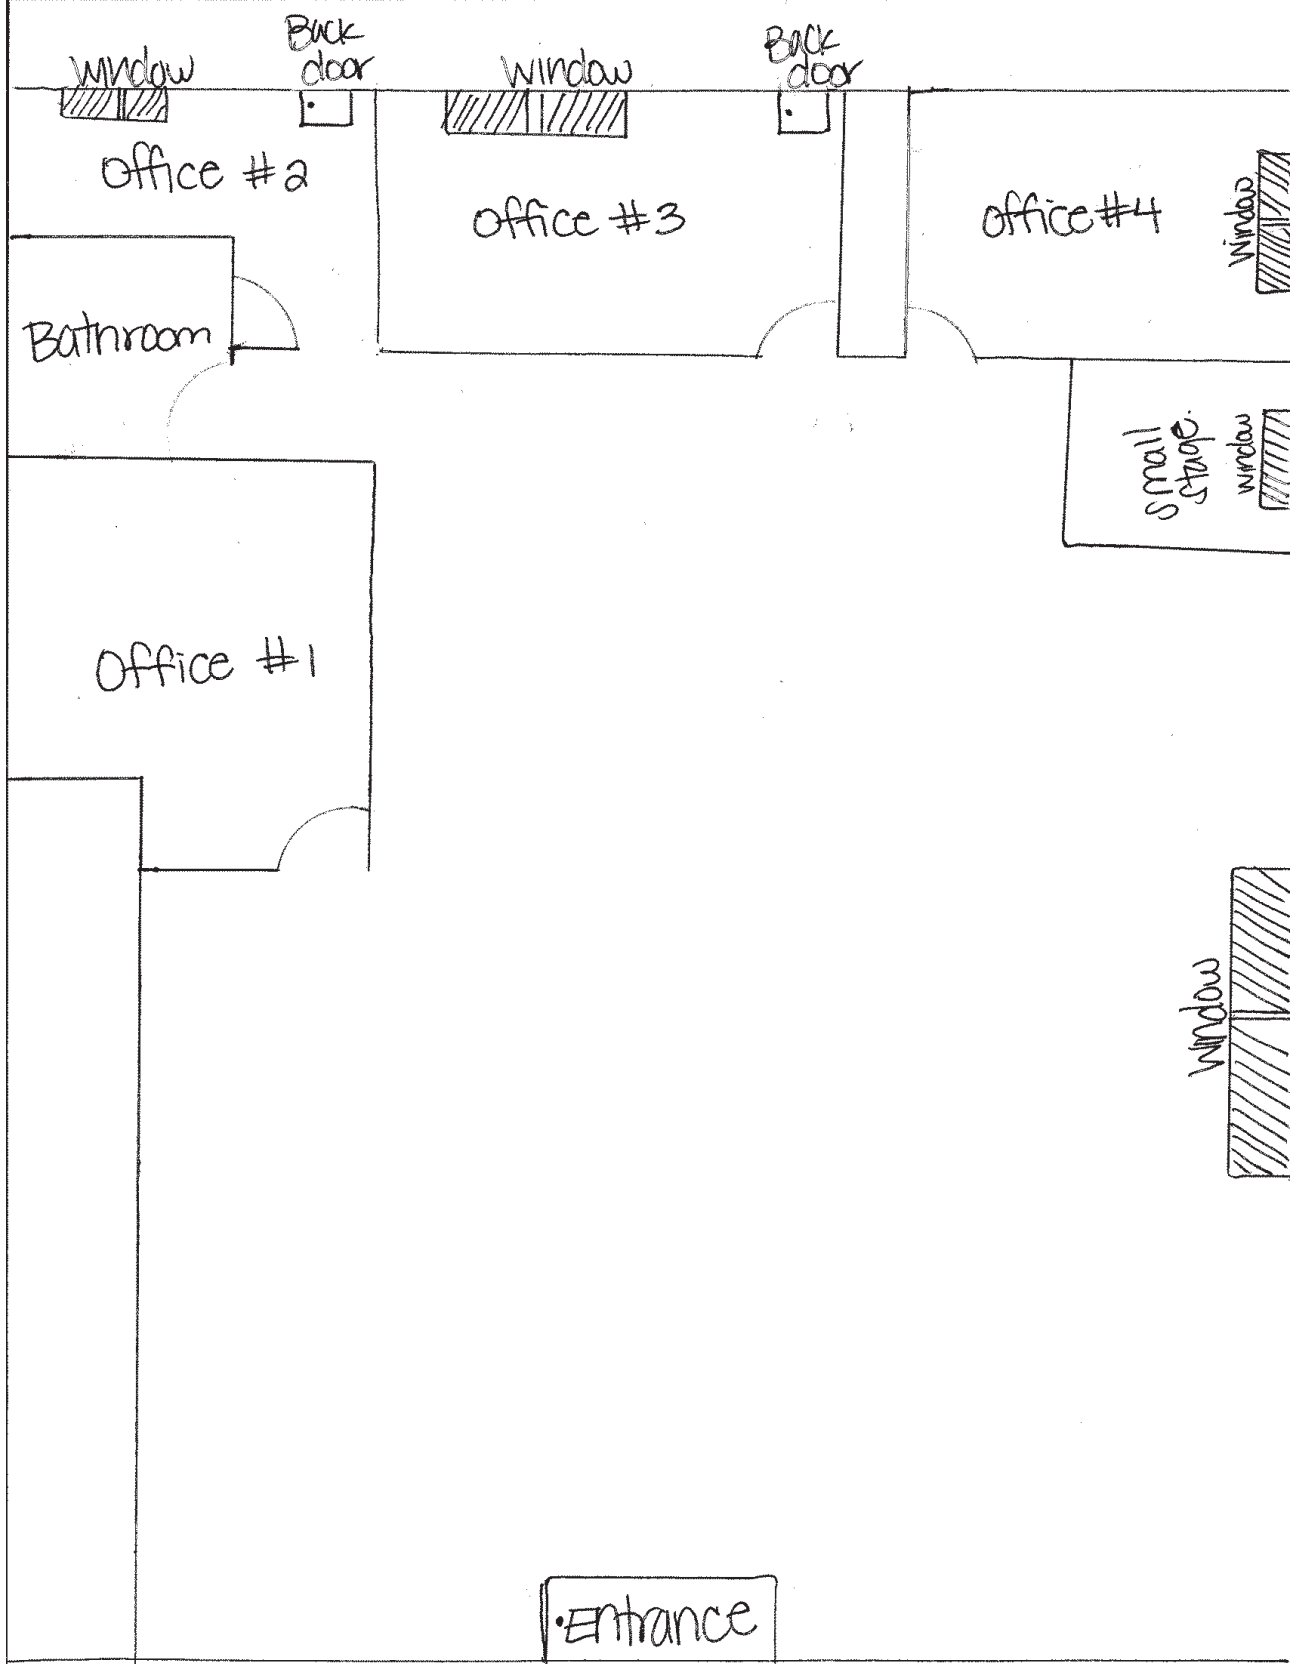 Window
Back
door
Window
Back
door
Office #2
Office #3
Office #4
Window
Bathroom
Small
stage.
Window
Office #1
Window
Entrance